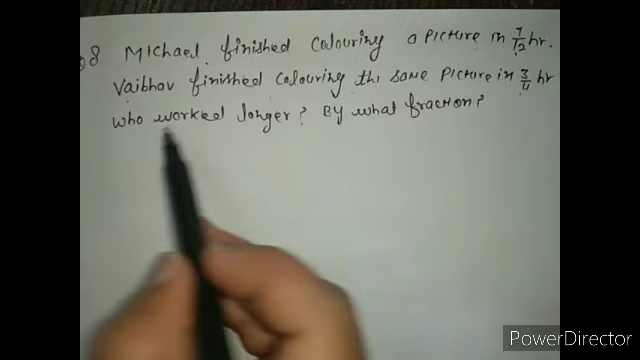 8 Michael finished colouring a picture in 7/12 hr.
Vaibhav finished colouring the same picture in 3/4 hr
who worked longer? By what fraction?
PowerDirector